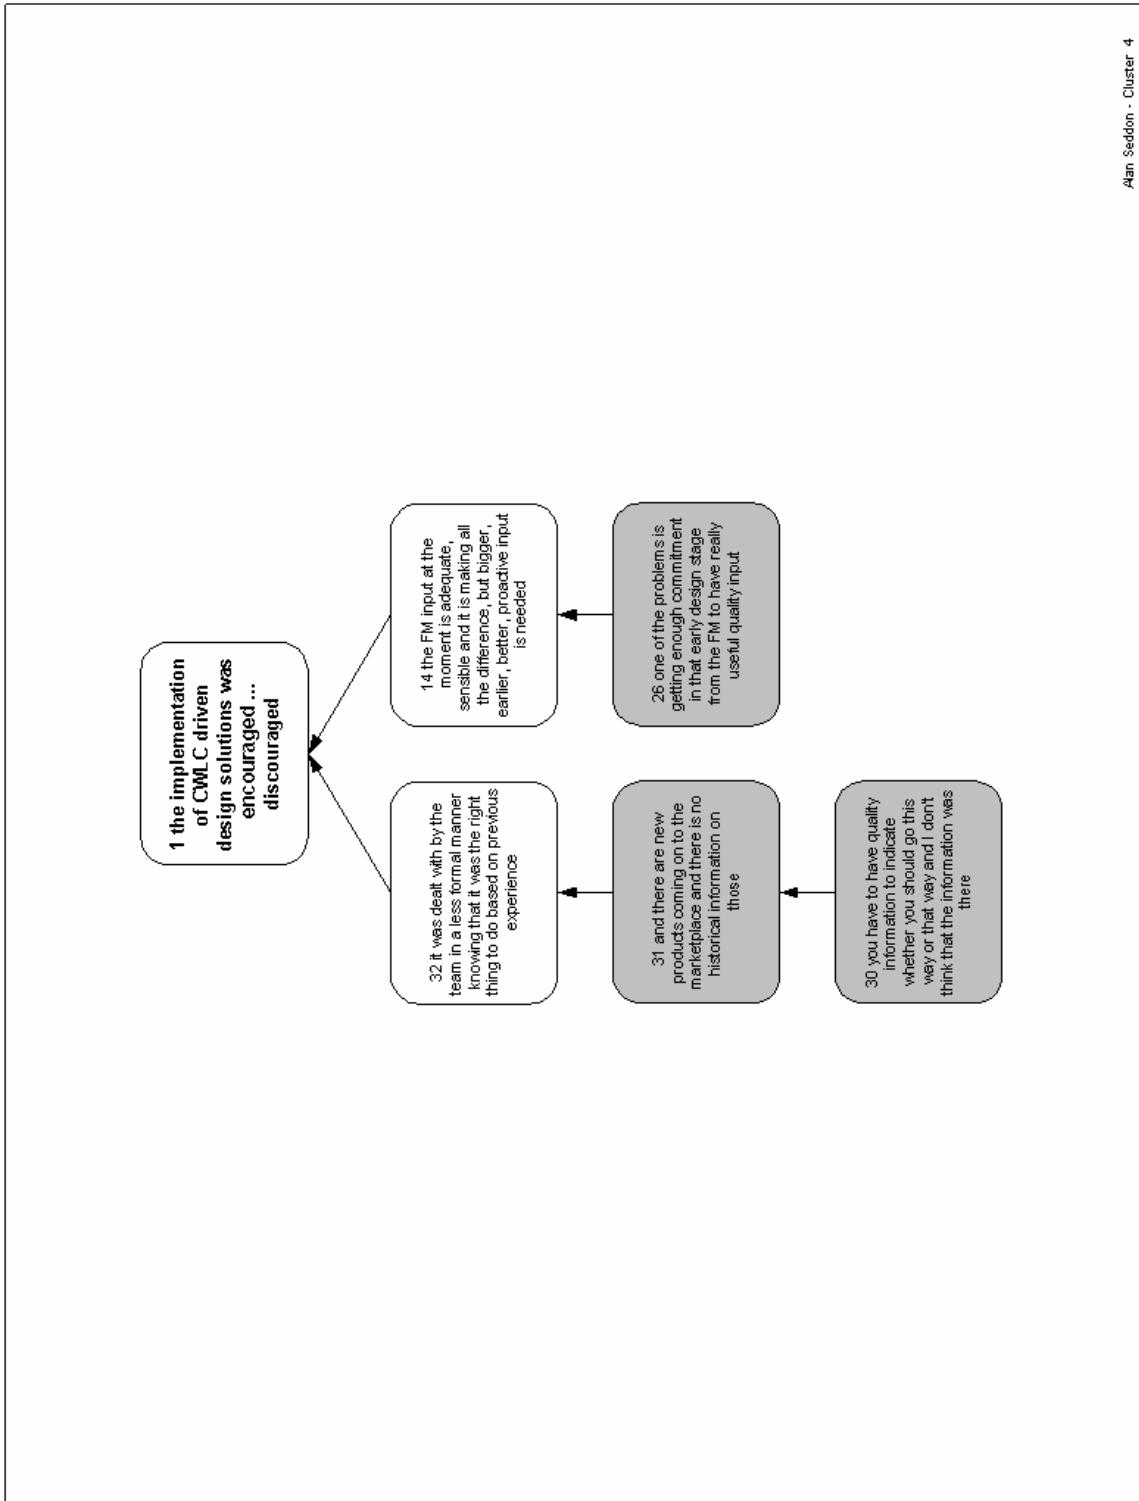 1 the implementation
of CWLC driven
design solutions was
encouraged ...
discouraged
32 it was dealt with by the
team in a less formal manner
knowing that it was the right
thing to do based on previous
experience
14 the FM input at the
moment is adequate,
sensible and it is making all
the difference, but bigger,
earlier, better, proactive input
is needed
31 and there are new
products coming on to the
marketplace and there is no
historical information on
those
26 one of the problems is
getting enough commitment
in that early design stage
from the FM to have really
useful quality input
30 you have to have quality
information to indicate
whether you should go this
way or that way and I don't
think that the information was
there
Alan Seddon - Cluster 4